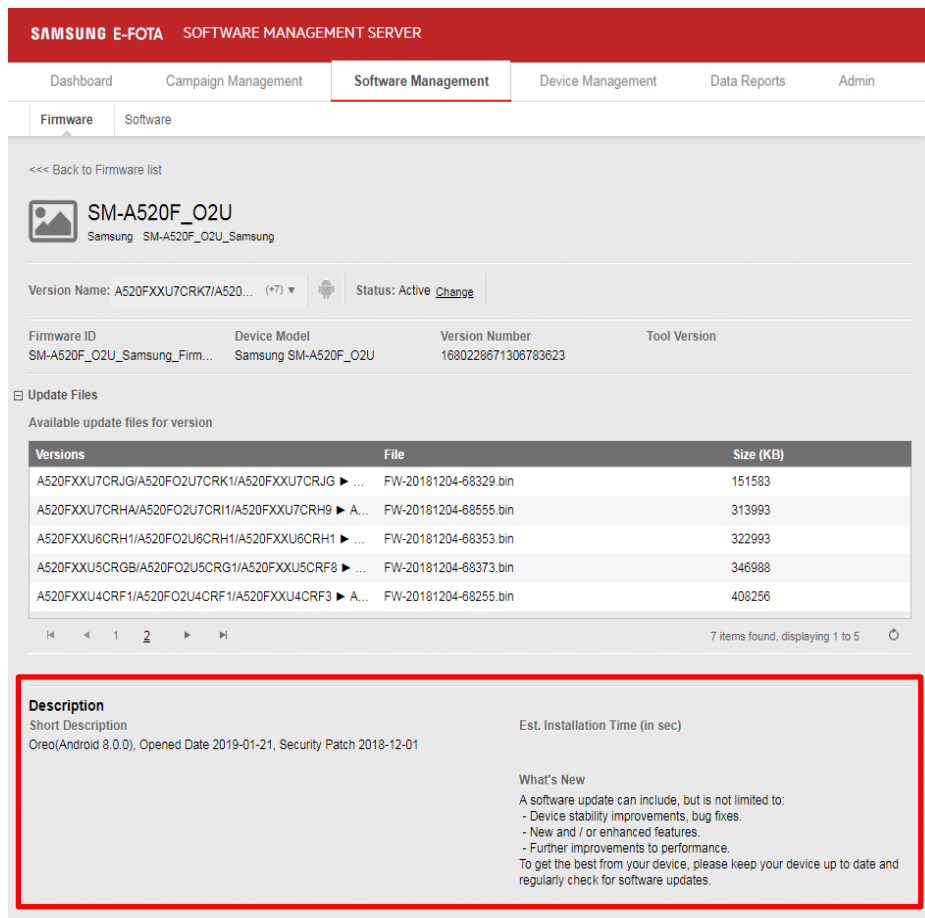 SAMSUNG E-FOTA SOFTWARE MANAGEMENT SERVER
Dashboard Campaign Management Software Management Device Management Data Reports Admin
Firmware Software
<<< Back to Firmware list
SM-A520F_O2U
Samsung SM-A520F_O2U_Samsung
Version Name: A520FXXU7CRK7/A520... (+7) ▼ Status: Active Change
Firmware ID Device Model Version Number Tool Version
SM-A520F_O2U_Samsung_Firm... Samsung SM-A520F_O2U 1680228671306783623
Update Files
Available update files for version
Versions File Size (KB)
A520FXXU7CRJG/A520FO2U7CRK1/A520FXXU7CRJG ► ... FW-20181204-68329.bin 151583
A520FXXU7CRHA/A520FO2U7CRI1/A520FXXU7CRH9 ► A... FW-20181204-68555.bin 313993
A520FXXU6CRH1/A520FO2U6CRH1/A520FXXU6CRH1 ► ... FW-20181204-68353.bin 322993
A520FXXU5CRGB/A520FO2U5CRG1/A520FXXU5CRF8 ► ... FW-20181204-68373.bin 346988
A520FXXU4CRF1/A520FO2U4CRF1/A520FXXU4CRF3 ► A... FW-20181204-68255.bin 408256
1 2 7 items found, displaying 1 to 5
Description
Short Description
Oreo(Android 8.0.0), Opened Date 2019-01-21, Security Patch 2018-12-01
Est. Installation Time (in sec)
What's New
A software update can include, but is not limited to:
- Device stability improvements, bug fixes.
- New and / or enhanced features.
- Further improvements to performance.
To get the best from your device, please keep your device up to date and
regularly check for software updates.